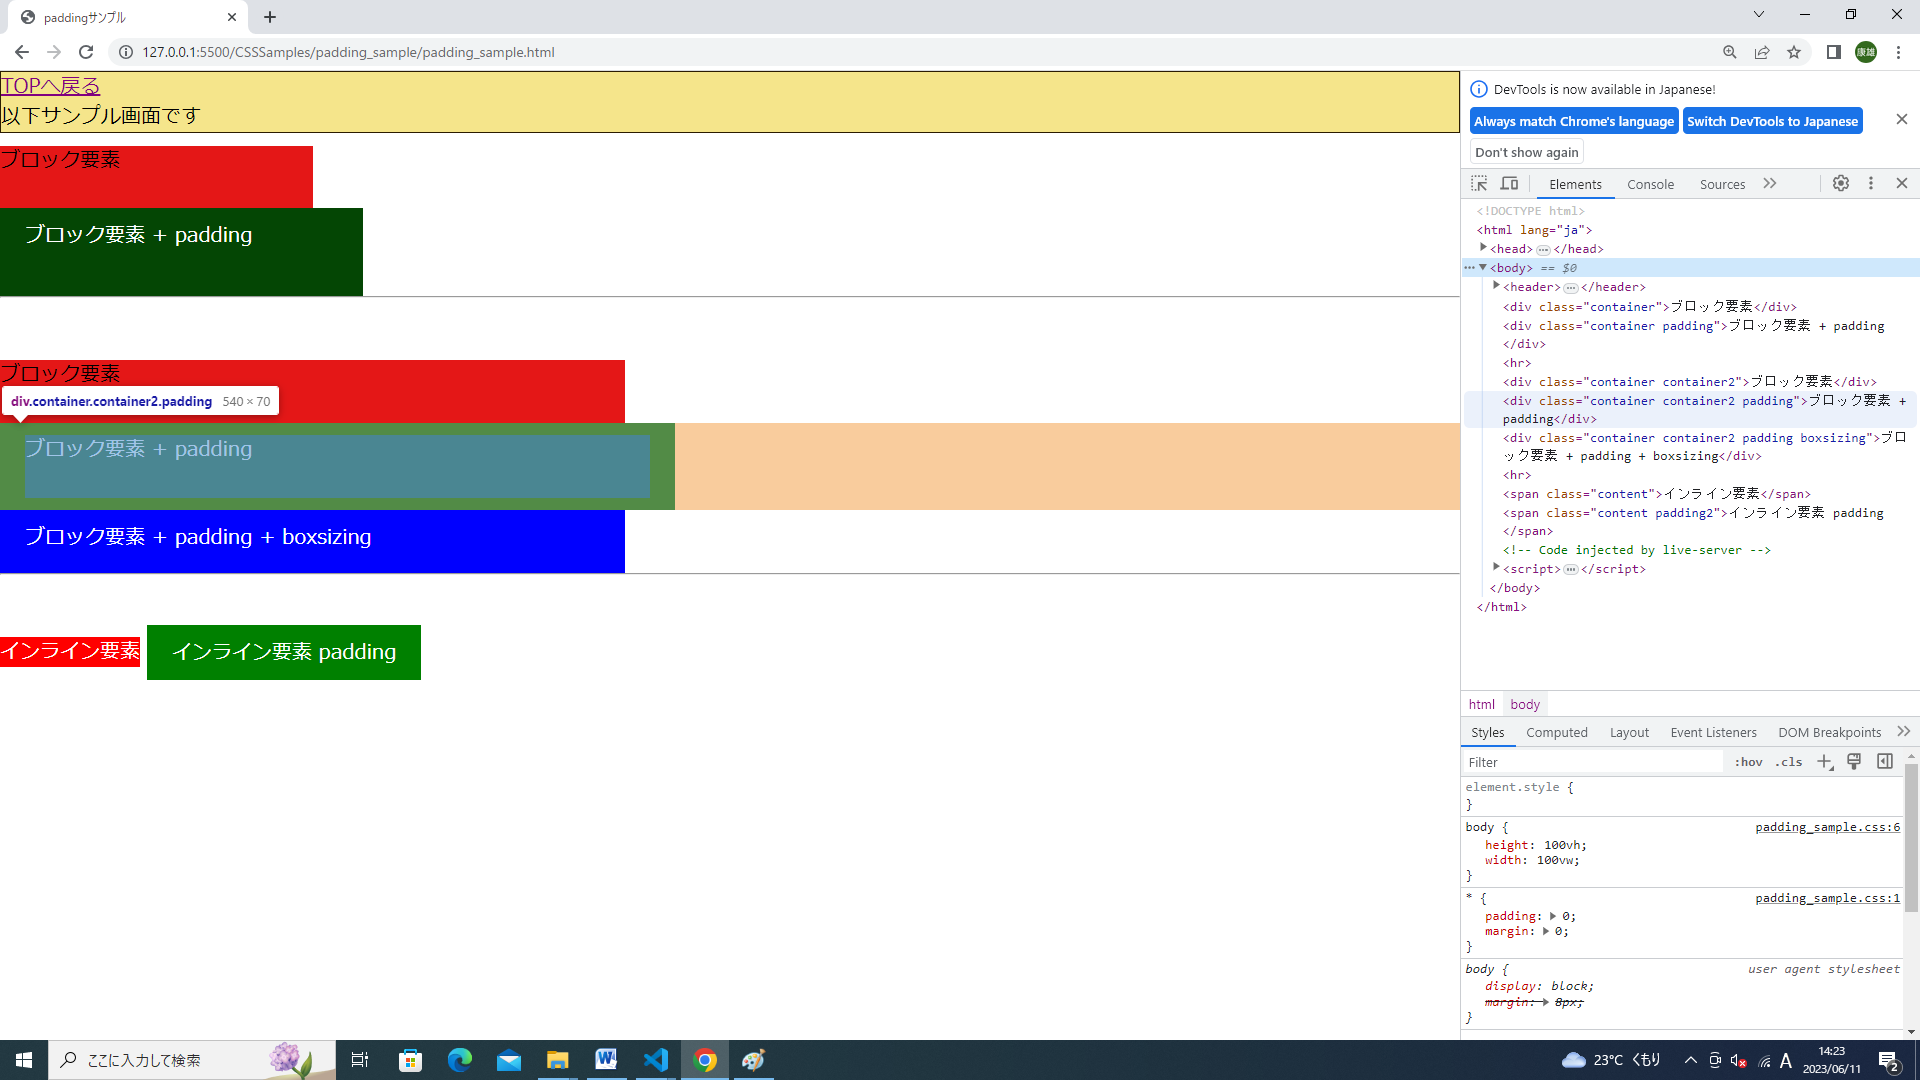 paddingサンプル
127.0.0.1:5500/CSSSamples/padding_sample/padding_sample.html
康雄
TOPへ戻る
以下サンプル画面です
ブロック要素
ブロック要素 + padding
ブロック要素
div.container.container2.padding 540 × 70
ブロック要素 + padding
ブロック要素 + padding + boxsizing
インライン要素 インライン要素 padding
DevTools is now available in Japanese!
Always match Chrome's language Switch DevTools to Japanese
Don't show again
Elements Console Sources
<!DOCTYPE html>
<html lang="ja">
<head>…</head>
<body> == $0
<header>…</header>
<div class="container">ブロック要素</div>
<div class="container padding">ブロック要素 + padding
</div>
<hr>
<div class="container container2">ブロック要素</div>
<div class="container container2 padding">ブロック要素 +
padding</div>
<div class="container container2 padding boxsizing">ブロ
ック要素 + padding + boxsizing</div>
<hr>
<span class="content">インライン要素</span>
<span class="content padding2">インライン要素 padding
</span>
<!-- Code injected by live-server -->
<script>…</script>
</body>
</html>
html body
Styles Computed Layout Event Listeners DOM Breakpoints
Filter :hov .cls
element.style {
}
body { padding_sample.css:6
height: 100vh;
width: 100vw;
}
* { padding_sample.css:1
padding: 0;
margin: 0;
}
body { user agent stylesheet
display: block;
margin: 8px;
}
ここに入力して検索
23°C くもり
A
14:23
2023/06/11
2